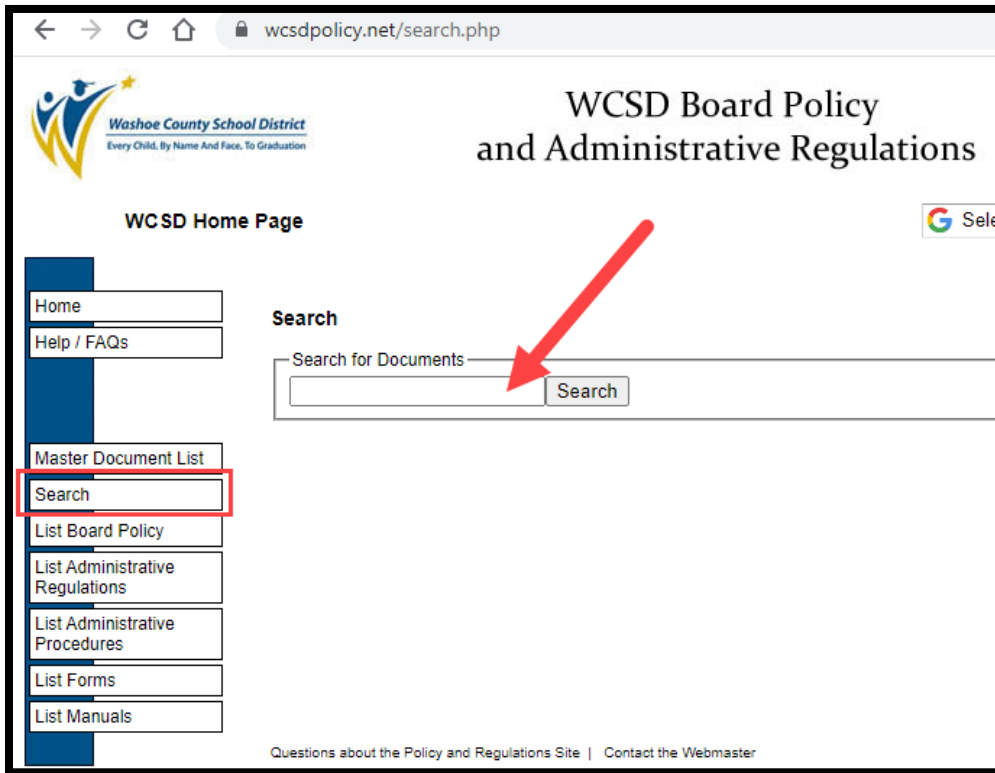 wcsdpolicy.net/search.php
Washoe County School District
Every Child, By Name And Face, To Graduation
WCSD Board Policy
and Administrative Regulations
WCSD Home Page
G Sele
Home
Help / FAQs
Search
Search for Documents
Search
Master Document List
Search
List Board Policy
List Administrative
Regulations
List Administrative
Procedures
List Forms
List Manuals
Questions about the Policy and Regulations Site | Contact the Webmaster